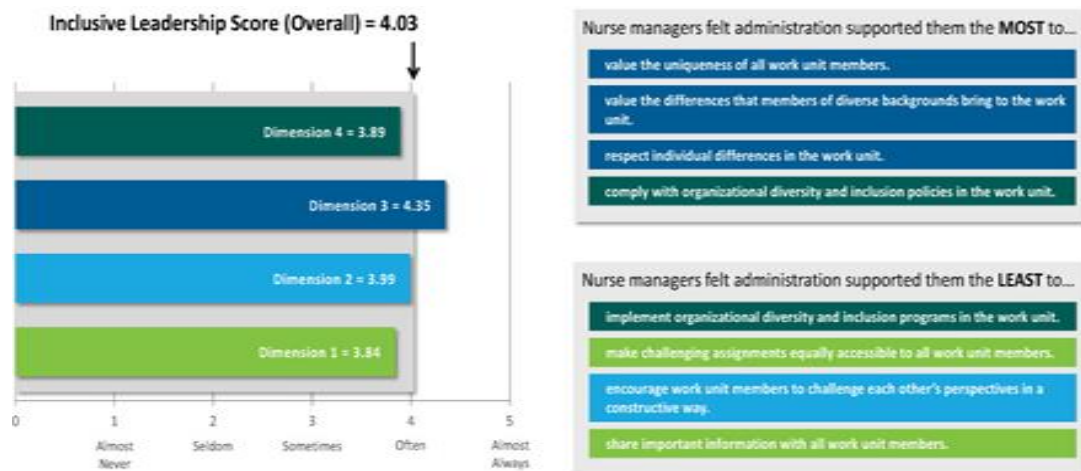 Inclusive Leadership Score (Overall) = 4.03
Dimension 4 = 3.89
Dimension 3 = 4.35
Dimension 2 = 3.99
Dimension 1 = 3.84
0 1 2 3 4 5
Almost Never
Seldom
Sometimes
Often
Almost Always
Nurse managers felt administration supported them the MOST to...
value the uniqueness of all work unit members.
value the differences that members of diverse backgrounds bring to the work
unit.
respect individual differences in the work unit.
comply with organizational diversity and inclusion policies in the work unit.
Nurse managers felt administration supported them the LEAST to...
implement organizational diversity and inclusion programs in the work unit.
make challenging assignments equally accessible to all work unit members.
encourage work unit members to challenge each other's perspectives in a
constructive way.
share important information with all work unit members.